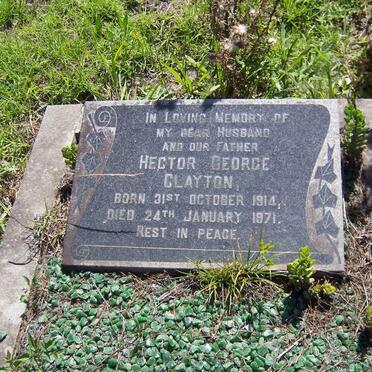 In Loving Memory of
my dear Husband
and our Father
Hector George
Clayton,
born 31st October 1914,
Died 24th January 1971.
Rest in peace.